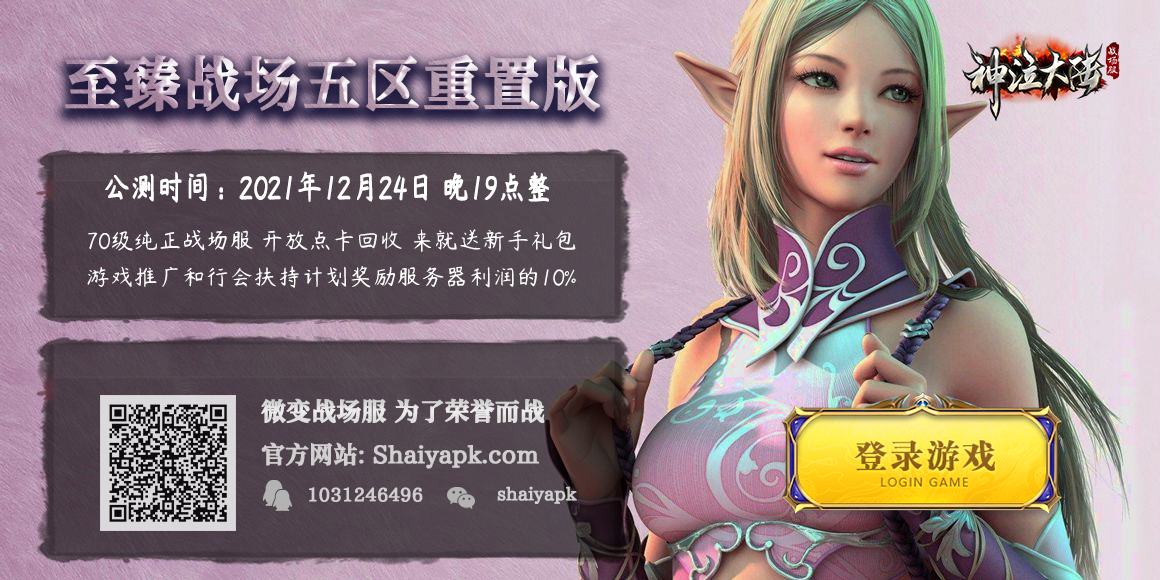 至臻战场五区重置版
神泣大陆
战场版
公测时间：2021年12月24日 晚19点整
70级纯正战场服 开放点卡回收 来就送新手礼包
游戏推广和行会扶持计划奖励服务器利润的10%
微变战场服 为了荣誉而战
官方网站: Shaiyapk.com
1031246496 shaiyapk
登录游戏
LOGIN GAME